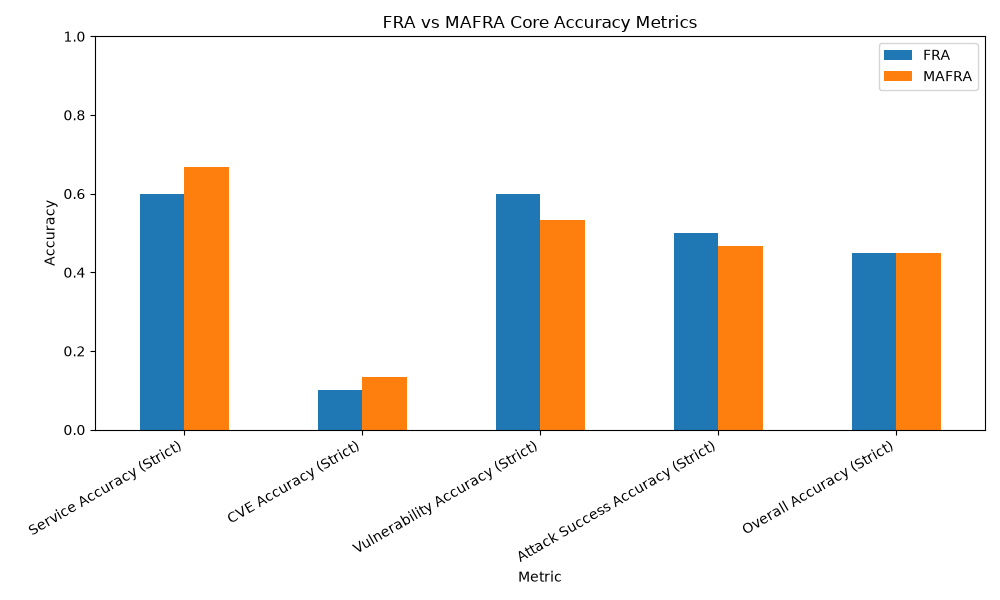 FRA vs MAFRA Core Accuracy Metrics
FRA
MAFRA
Accuracy
1.0
0.8
0.6
0.4
0.2
0.0
Service Accuracy (Strict)
CVE Accuracy (Strict)
Vulnerability Accuracy (Strict)
Attack Success Accuracy (Strict)
Overall Accuracy (Strict)
Metric